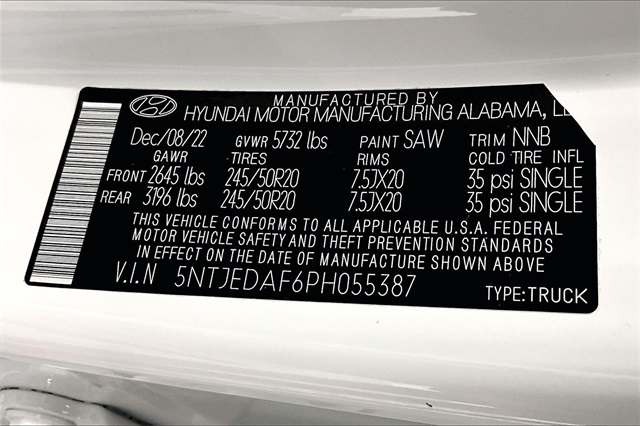 MANUFACTURED BY
HYUNDAI MOTOR MANUFACTURING ALABAMA,
Dec/08/22 GVWR 5732 lbs PAINT SAW TRIM NNB
GAWR TIRES RIMS COLD TIRE INFL
FRONT 2645 lbs 245/50R20 7.5JX20 35 psi SINGLE
REAR 3196 lbs 245/50R20 7.5JX20 35 psi SINGLE
THIS VEHICLE CONFORMS TO ALL APPLICABLE U.S.A. FEDERAL
MOTOR VEHICLE SAFETY AND THEFT PREVENTION STANDARDS
IN EFFECT ON THE DATE OF MANUFACTURE SHOWN ABOVE
V.I.N 5NTJEDAF6PH055387 TYPE:TRUCK